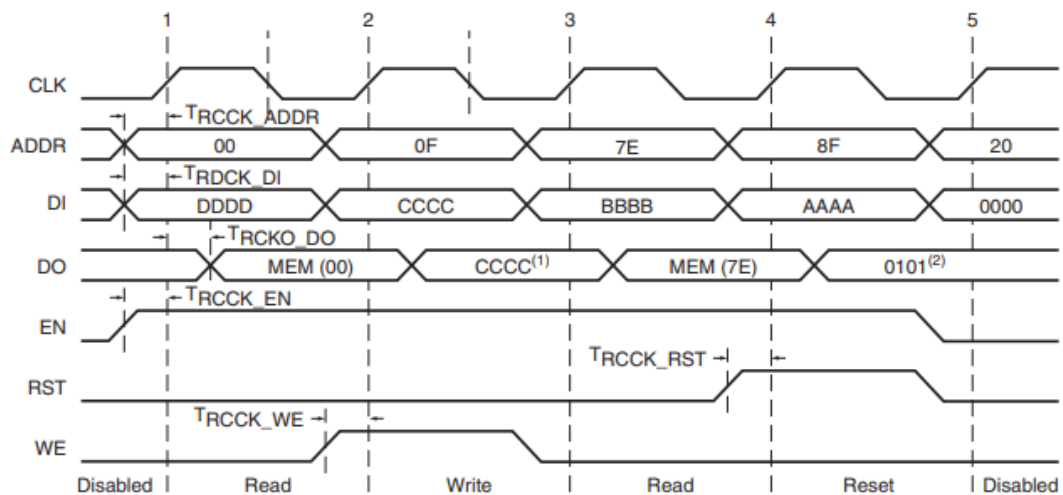 1 2 3 4 5
CLK
TRCCK_ADDR
ADDR 00 0F 7E 8F 20
TRDCK_DI
DI DDDD CCCC BBBB AAAA 0000
TRCKO_DO
DO MEM (00) CCCC(1) MEM (7E) 0101(2)
TRCCK_EN
EN
TRCCK_RST
RST
TRCCK_WE
WE
Disabled Read Write Read Reset Disabled